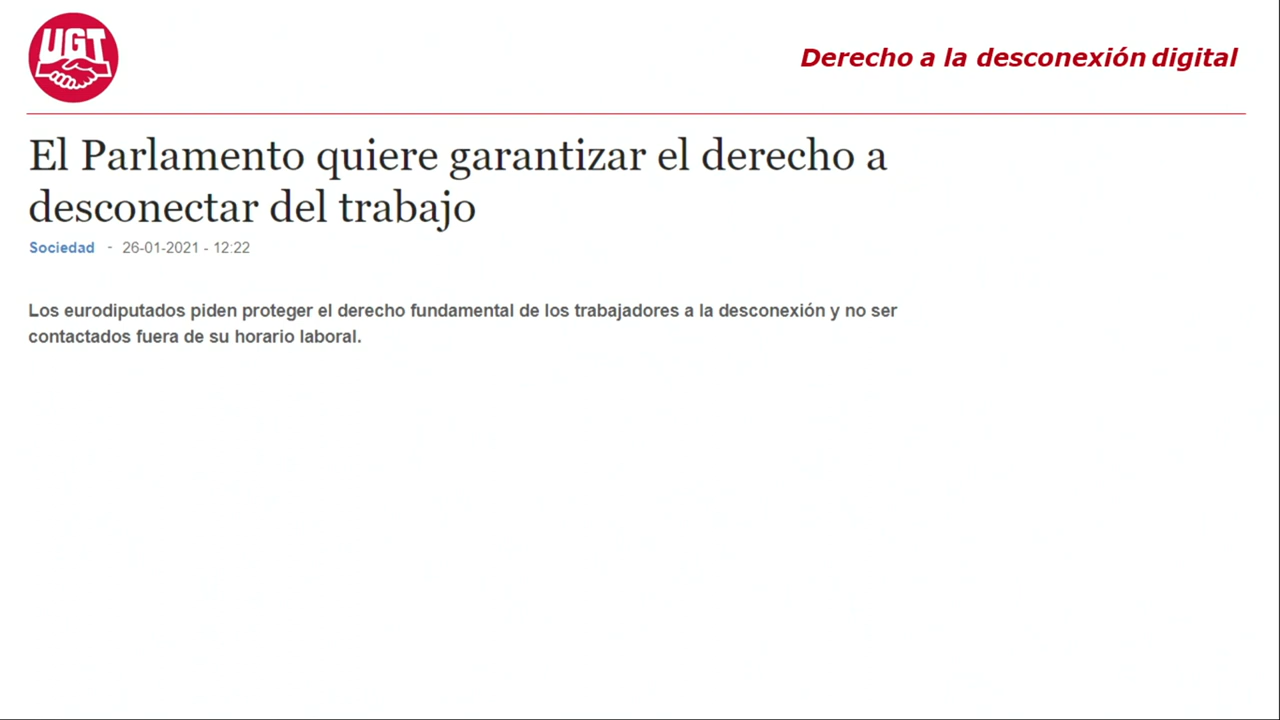 UGT
Derecho a la desconexión digital
El Parlamento quiere garantizar el derecho a
desconectar del trabajo
Sociedad - 26-01-2021 - 12:22
Los eurodiputados piden proteger el derecho fundamental de los trabajadores a la desconexión y no ser
contactados fuera de su horario laboral.